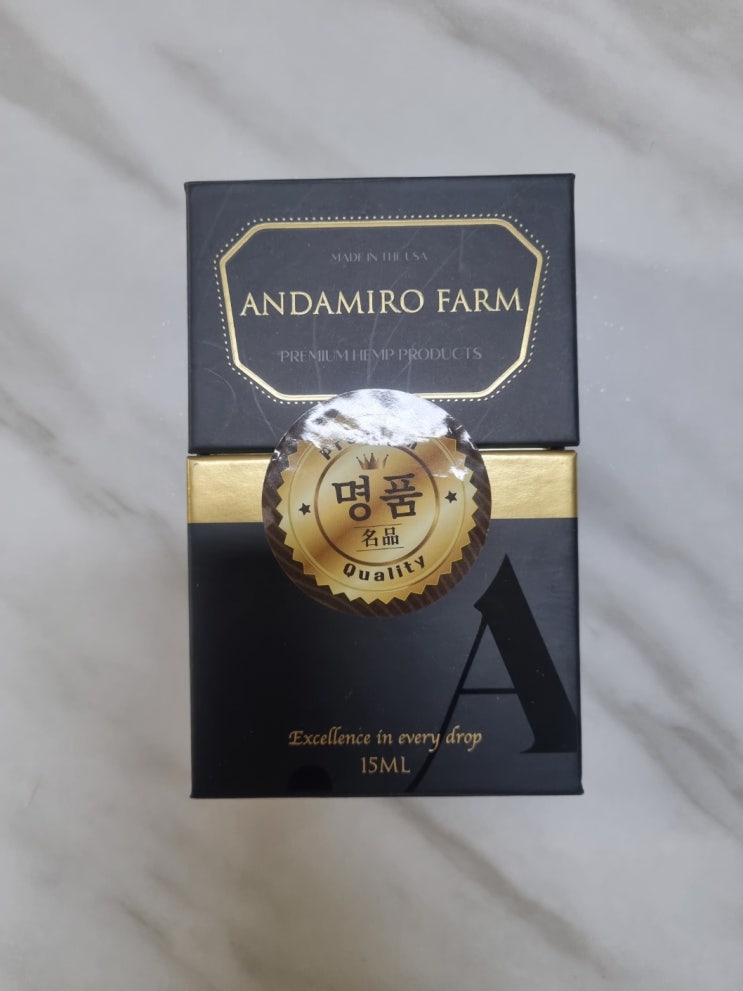 MADE IN THE USA
ANDAMIRO FARM
PREMIUM HEMP PRODUCTS
명품
名品
Quality
Excellence in every drop
15ML